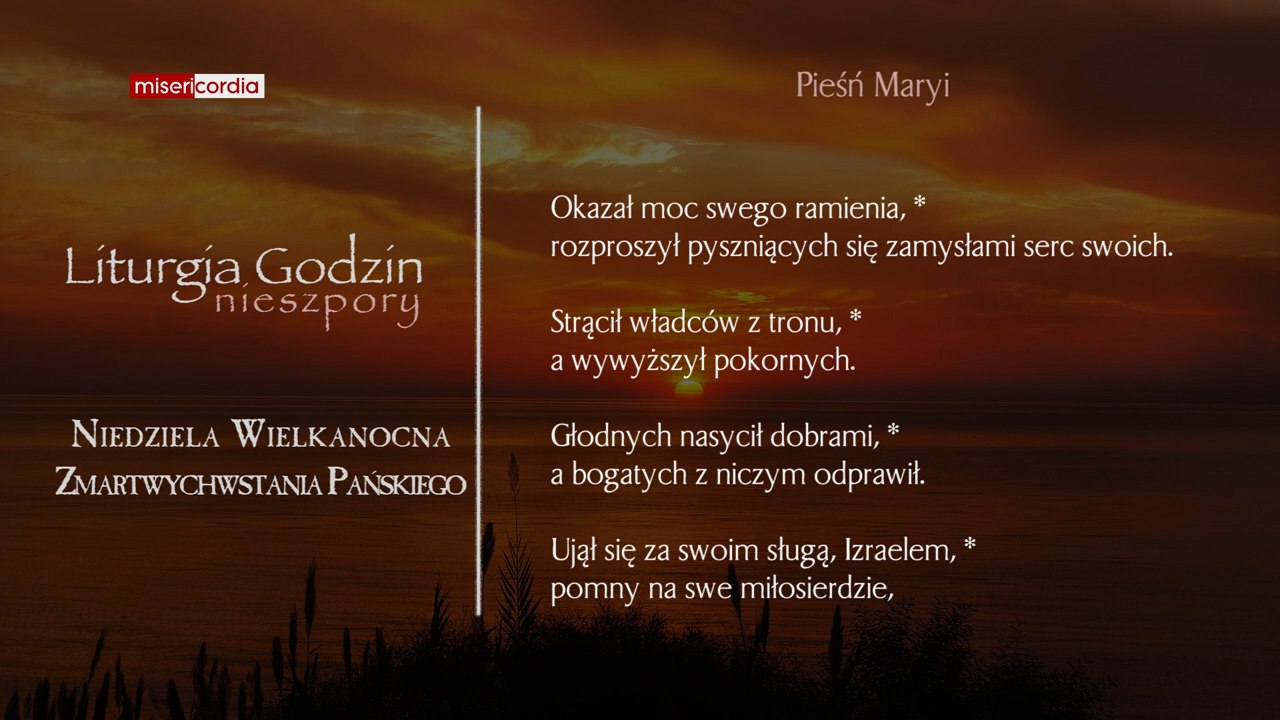 misericordia
Liturgia Godzin
nieszpory
Niedziela Wielkanocna
Zmartwychwstania Pańskiego
Pieśń Maryi
Okazał moc swego ramienia, *
rozproszył pyszniących się zamysłami serc swoich.
Strącił władców z tronu, *
a wywyższył pokornych.
Głodnych nasycił dobrami, *
a bogatych z niczym odprawił.
Ujął się za swoim sługą, Izraelem, *
pomny na swe miłosierdzie,